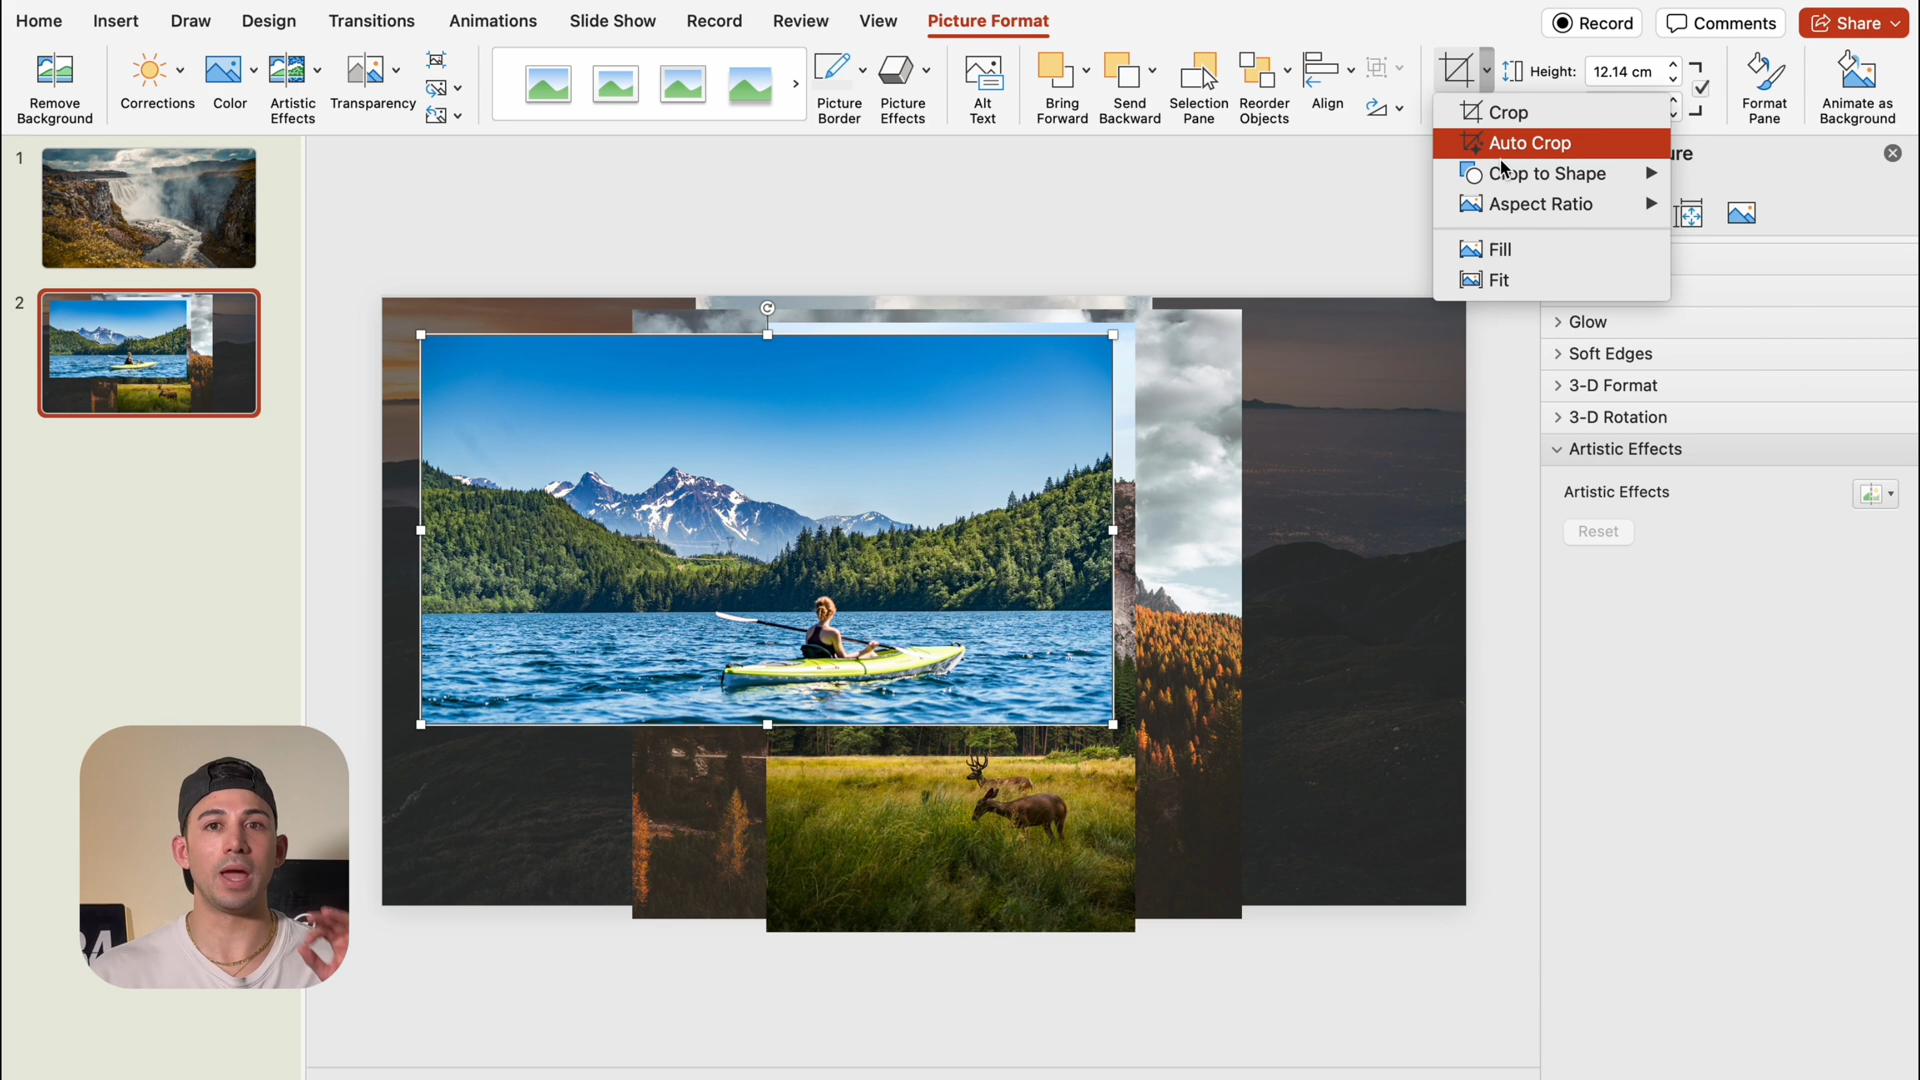 Home Insert Draw Design Transitions Animations Slide Show Record Review View Picture Format
Record Comments Share
Remove Background
Corrections
Color
Artistic Effects
Transparency
Picture Border
Picture Effects
Alt Text
Bring Forward
Send Backward
Selection Pane
Reorder Objects
Align
Height: 12.14 cm
Format Pane
Animate as Background
Crop
Auto Crop
Crop to Shape
Aspect Ratio
Fill
Fit
ure
1
2
Glow
Soft Edges
3-D Format
3-D Rotation
Artistic Effects
Artistic Effects
Reset